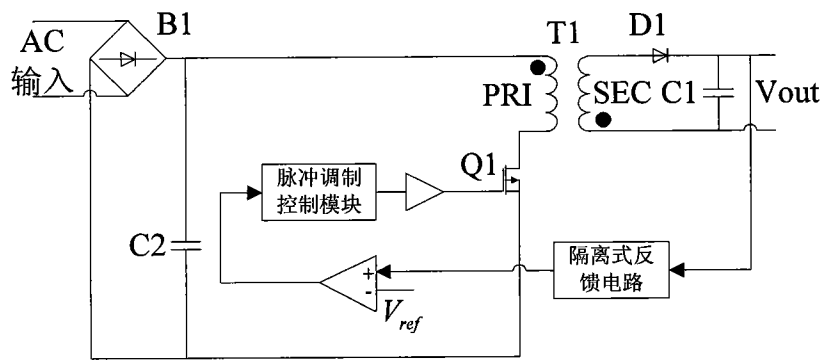 AC
输入
B1
T1
D1
PRI
SEC
C1
Vout
Q1
脉冲调制
控制模块
C2
隔离式反
馈电路
+
-
Vref